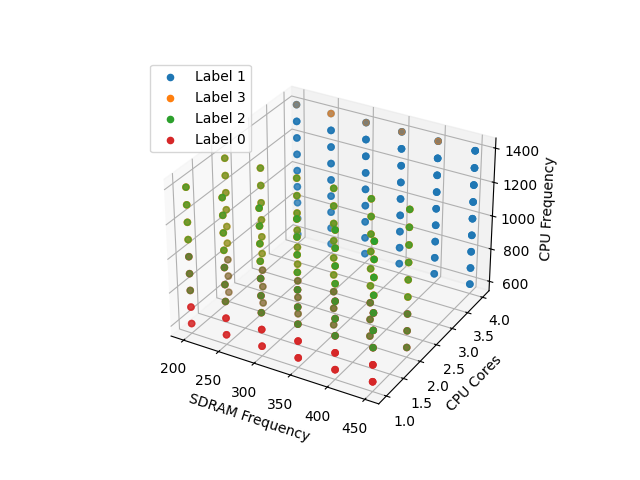 Label 1
Label 3
Label 2
Label 0
1400
1200
1000
800
600
CPU Frequency
4.0
3.5
3.0
2.5
2.0
1.5
1.0
CPU Cores
200
250
300
350
400
450
SDRAM Frequency